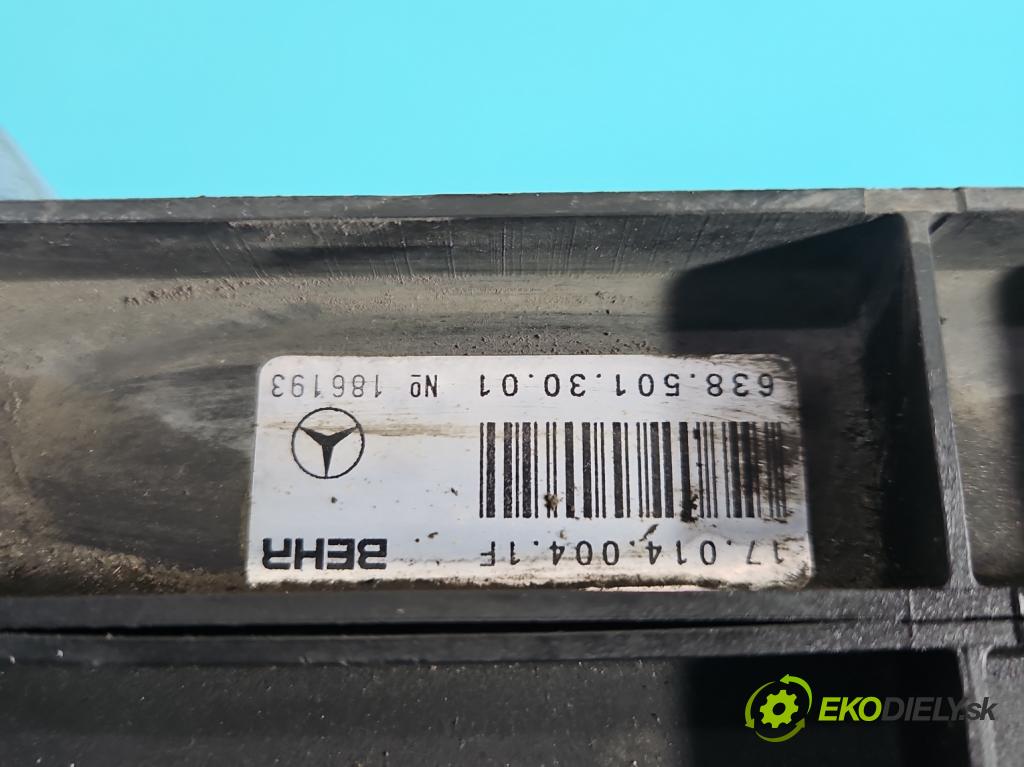 17.014.004.1F BEHR
638.501.30.01 № 186193
EKODIELY.sk